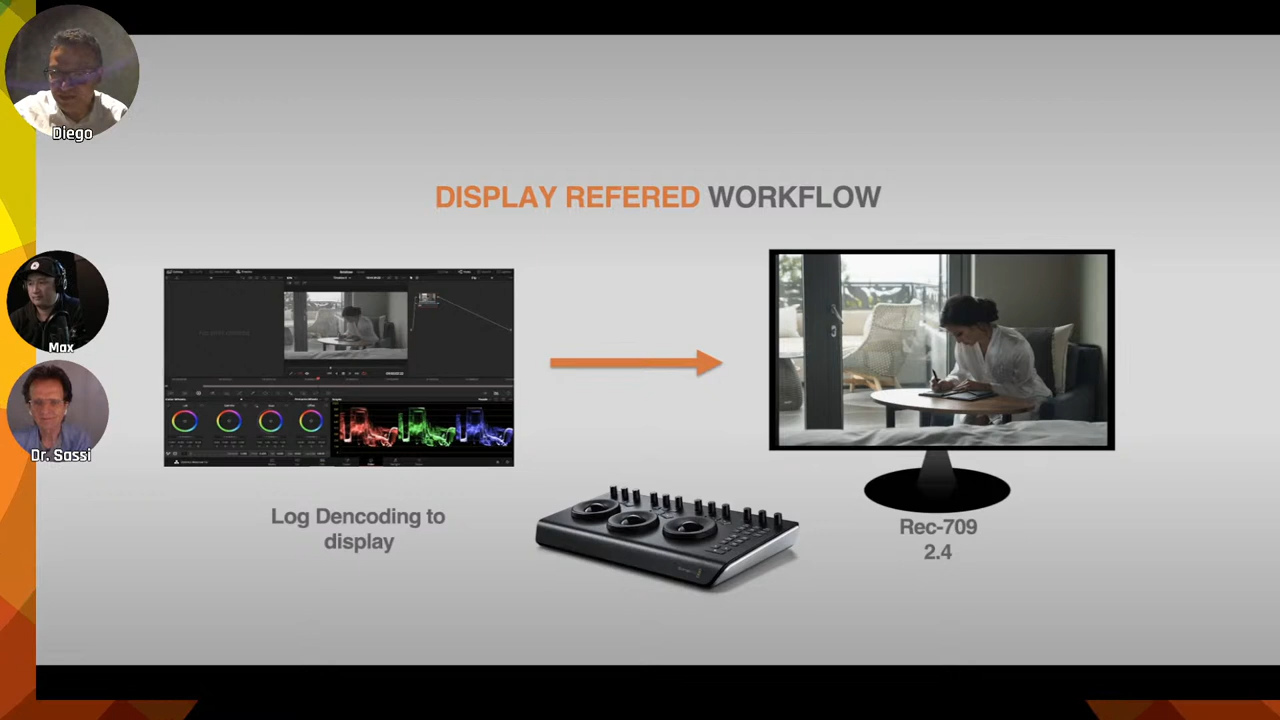 Diego
DISPLAY REFERED WORKFLOW
Max
Dr. Sassi
Log Dencoding to
display
Rec-709
2.4